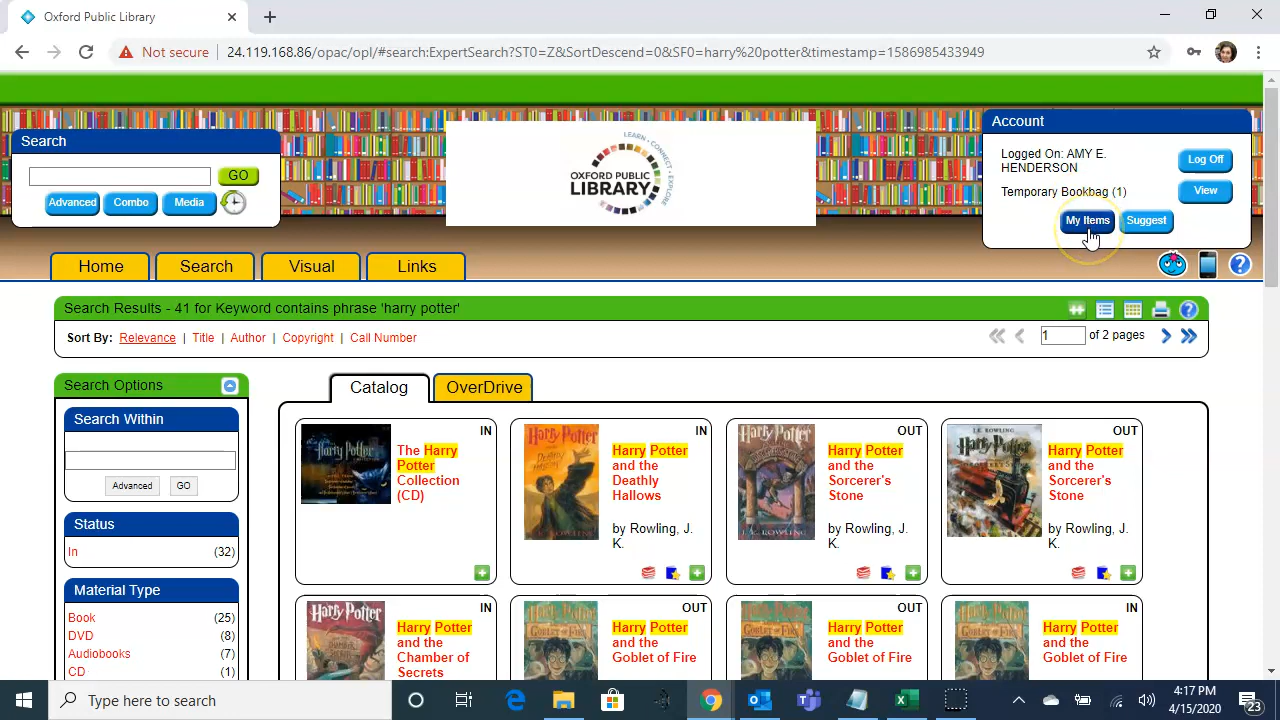 Oxford Public Library
Not secure
24.119.168.86/opac/opl/#search:ExpertSearch?ST0=Z&SortDescend=0&SF0=harry%20potter&timestamp=1586985433949
Search
GO
Advanced
Combo
Media
LEARN • CONNECT • EXPLORE
OXFORD PUBLIC
LIBRARY
Account
Logged On: AMY E.
HENDERSON
Log Off
Temporary Bookbag (1)
View
My Items
Suggest
Home
Search
Visual
Links
Search Results - 41 for Keyword contains phrase 'harry potter'
Sort By: Relevance | Title | Author | Copyright | Call Number
1 of 2 pages
Search Options
Search Within
Advanced
GO
Status
In (32)
Material Type
Book (25)
DVD (8)
Audiobooks (7)
CD (1)
Catalog
OverDrive
IN
The Harry
Potter
Collection
(CD)
IN
Harry Potter
and the
Deathly
Hallows
by Rowling, J.
K.
OUT
Harry Potter
and the
Sorcerer's
Stone
by Rowling, J.
K.
OUT
Harry Potter
and the
Sorcerer's
Stone
by Rowling, J.
K.
IN
Harry Potter
and the
Chamber of
Secrets
OUT
Harry Potter
and the
Goblet of Fire
OUT
Harry Potter
and the
Goblet of Fire
IN
Harry Potter
and the
Goblet of Fire
Type here to search
4:17 PM
4/15/2020
23